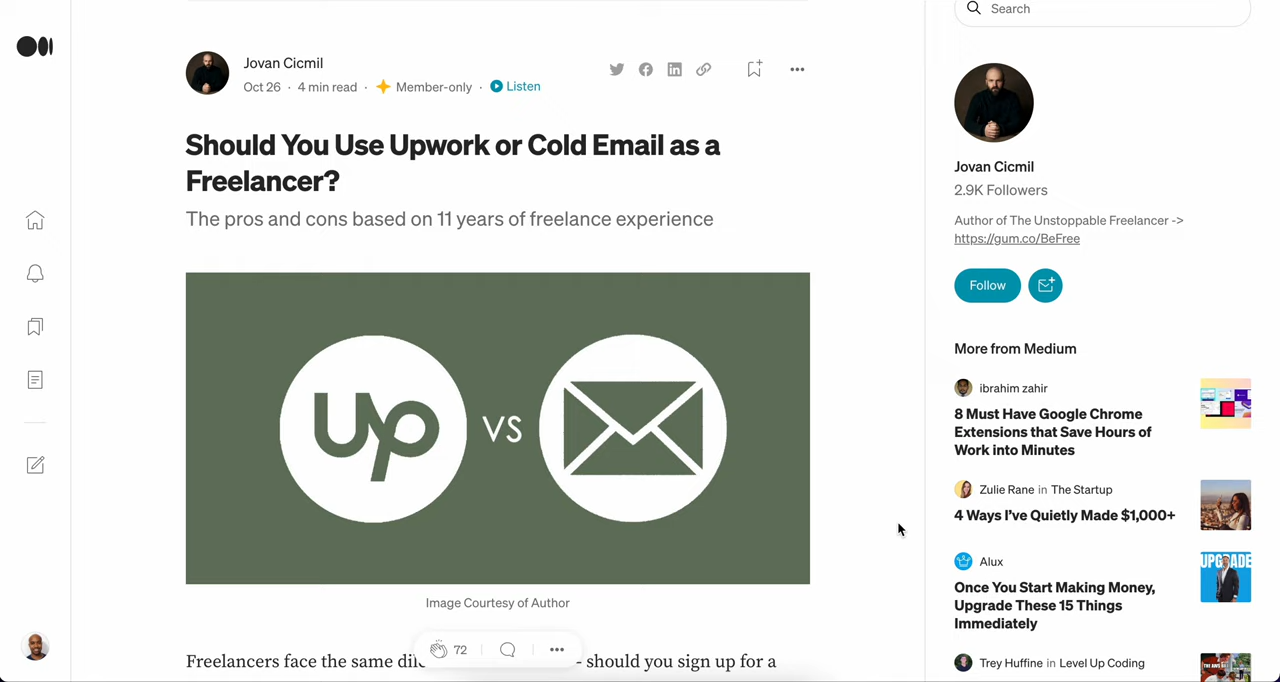 Search
Jovan Cicmil
Oct 26 · 4 min read · Member-only · Listen
Should You Use Upwork or Cold Email as a
Freelancer?
The pros and cons based on 11 years of freelance experience
up VS
Image Courtesy of Author
72
Freelancers face the same - should you sign up for a
Jovan Cicmil
2.9K Followers
Author of The Unstoppable Freelancer ->
https://gum.co/BeFree
Follow
More from Medium
ibrahim zahir
8 Must Have Google Chrome
Extensions that Save Hours of
Work into Minutes
Zulie Rane in The Startup
4 Ways I’ve Quietly Made $1,000+
Alux
UPGRADE
Once You Start Making Money,
Upgrade These 15 Things
Immediately
Trey Huffine in Level Up Coding